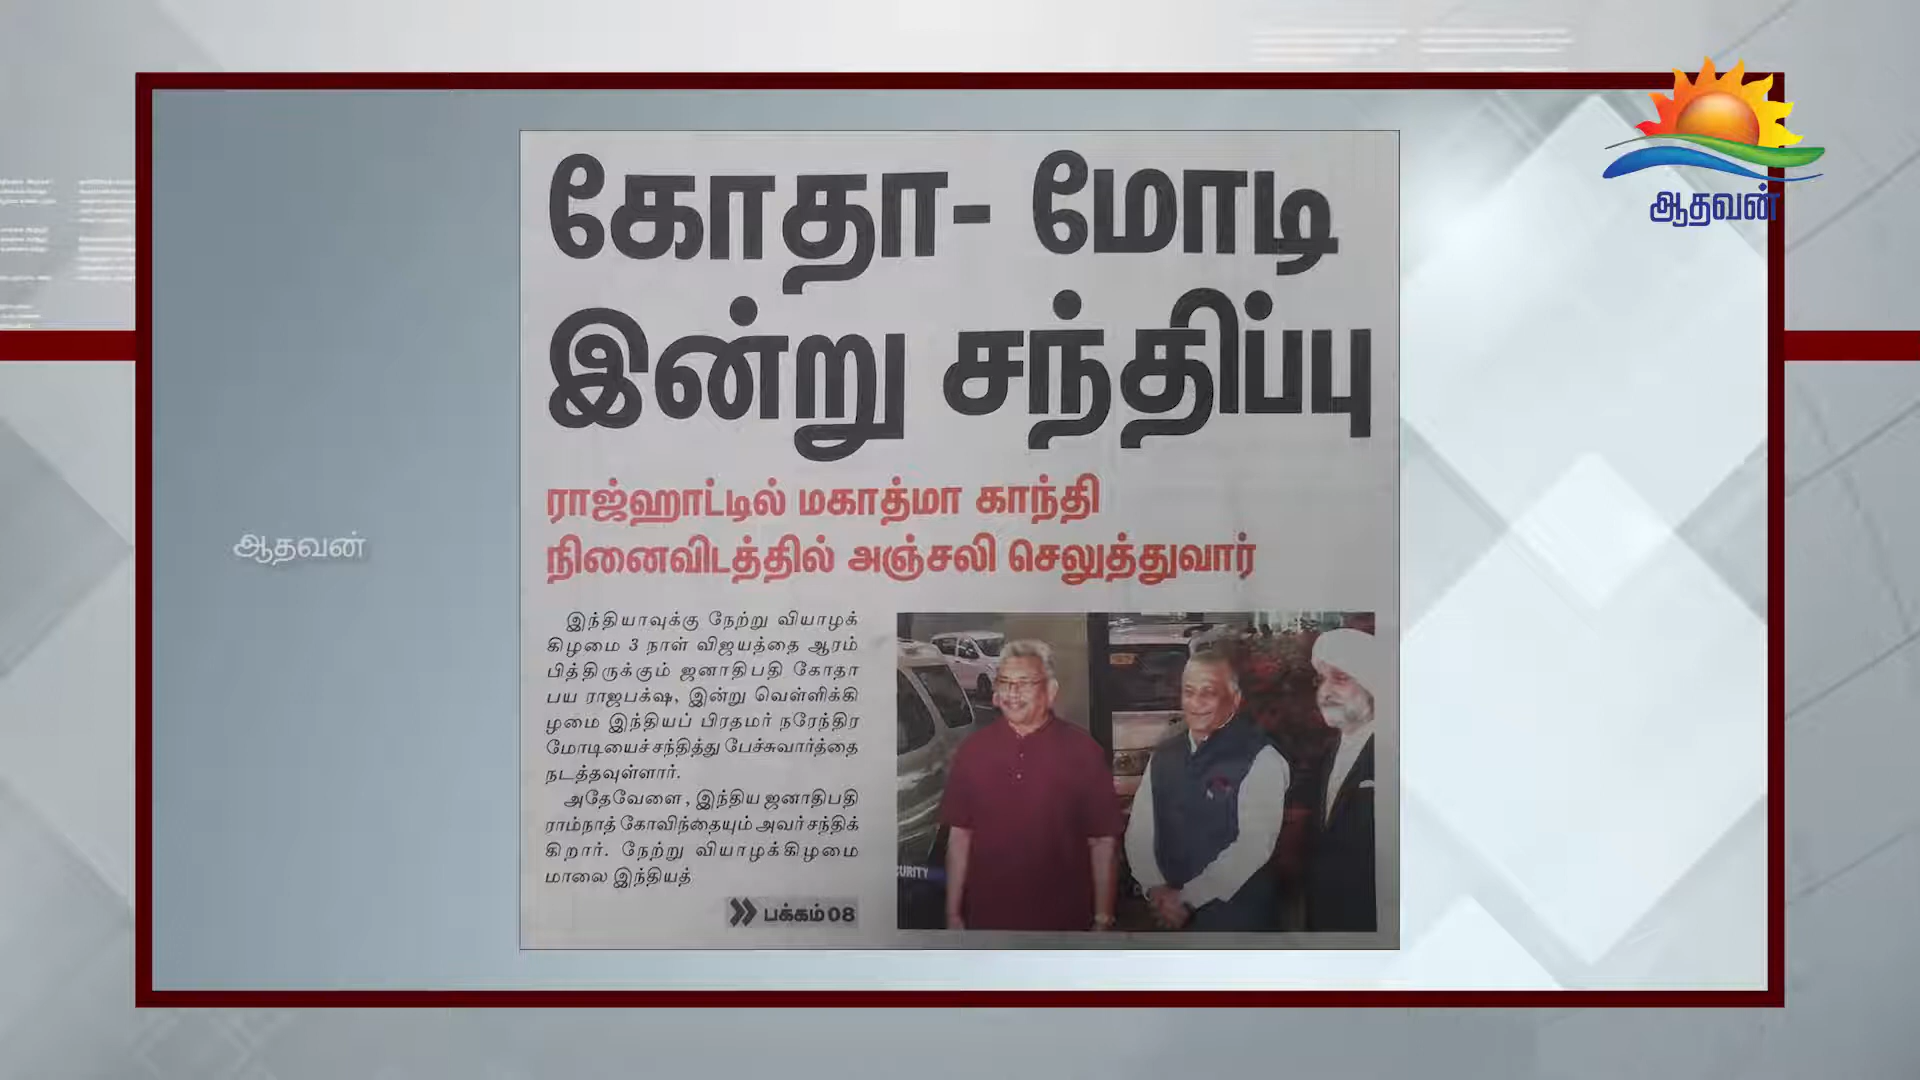 ஆதவன்
கோதா- மோடி
இன்று சந்திப்பு
ராஜ்ஹாட்டில் மகாத்மா காந்தி
நினைவிடத்தில் அஞ்சலி செலுத்துவார்
ஆதவன்
இந்தியாவுக்கு நேற்று வியாழக்
கிழமை 3 நாள் விஜயத்தை ஆரம்
பித்திருக்கும் ஜனாதிபதி கோதா
பய ராஜபக்ஷ, இன்று வெள்ளிக்கி
ழமை இந்தியப் பிரதமர் நரேந்திர
மோடியைச் சந்தித்து பேச்சுவார்த்தை
நடத்தவுள்ளார்.
அதேவேளை, இந்திய ஜனாதிபதி
ராம்நாத் கோவிந்தையும் அவர் சந்திக்
கிறார். நேற்று வியாழக்கிழமை
மாலை இந்தியத்
பக்கம் 08
CURITY